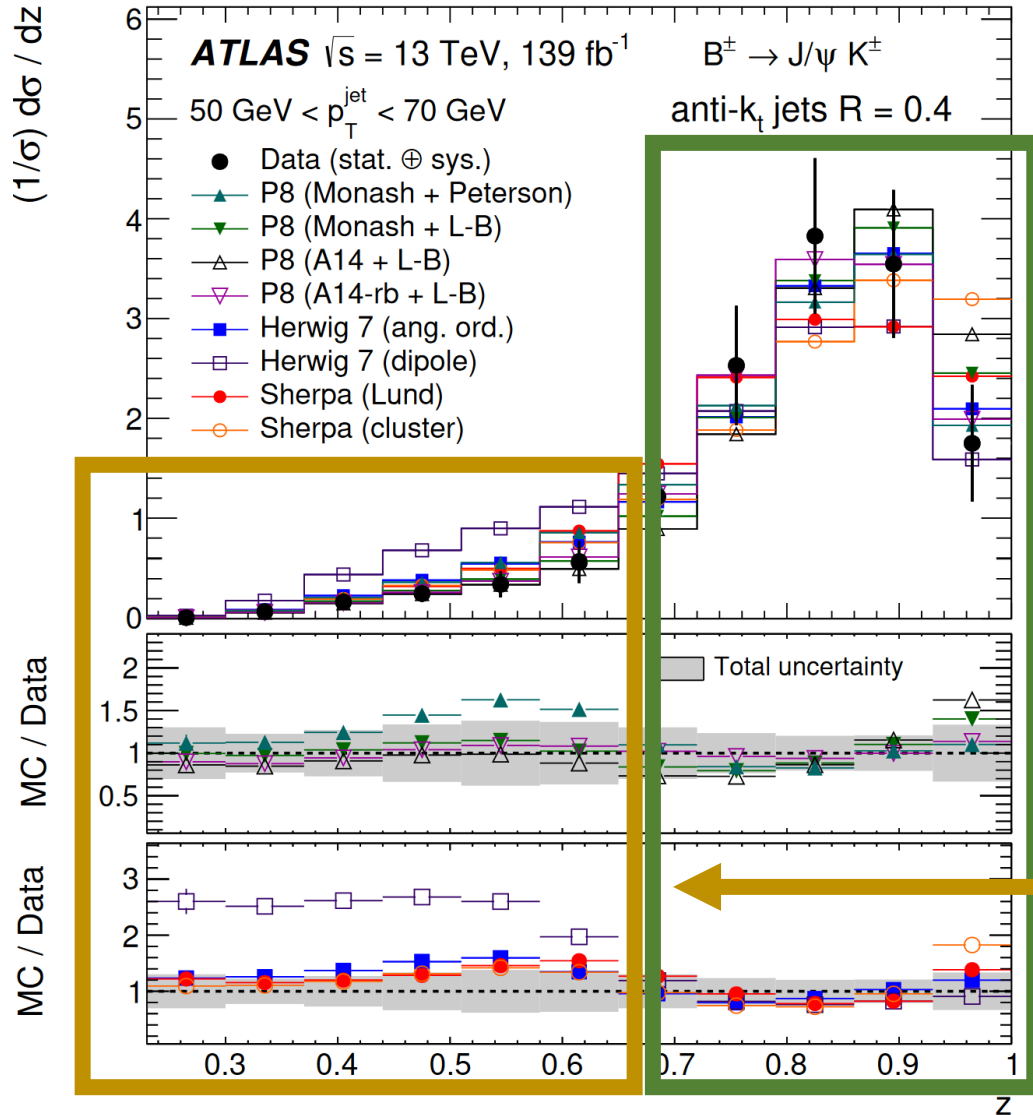 (1/σ) dσ / dz
6
5
4
3
2
1
0
ATLAS √s = 13 TeV, 139 fb⁻¹
B± → J/ψ K±
50 GeV < p_T^jet < 70 GeV
anti-k_t jets R = 0.4
Data (stat. ⊕ sys.)
P8 (Monash + Peterson)
P8 (Monash + L-B)
P8 (A14 + L-B)
P8 (A14-rb + L-B)
Herwig 7 (ang. ord.)
Herwig 7 (dipole)
Sherpa (Lund)
Sherpa (cluster)
MC / Data
2
1.5
1
0.5
Total uncertainty
MC / Data
3
2
1
0.3 0.4 0.5 0.6 0.7 0.8 0.9 1
z